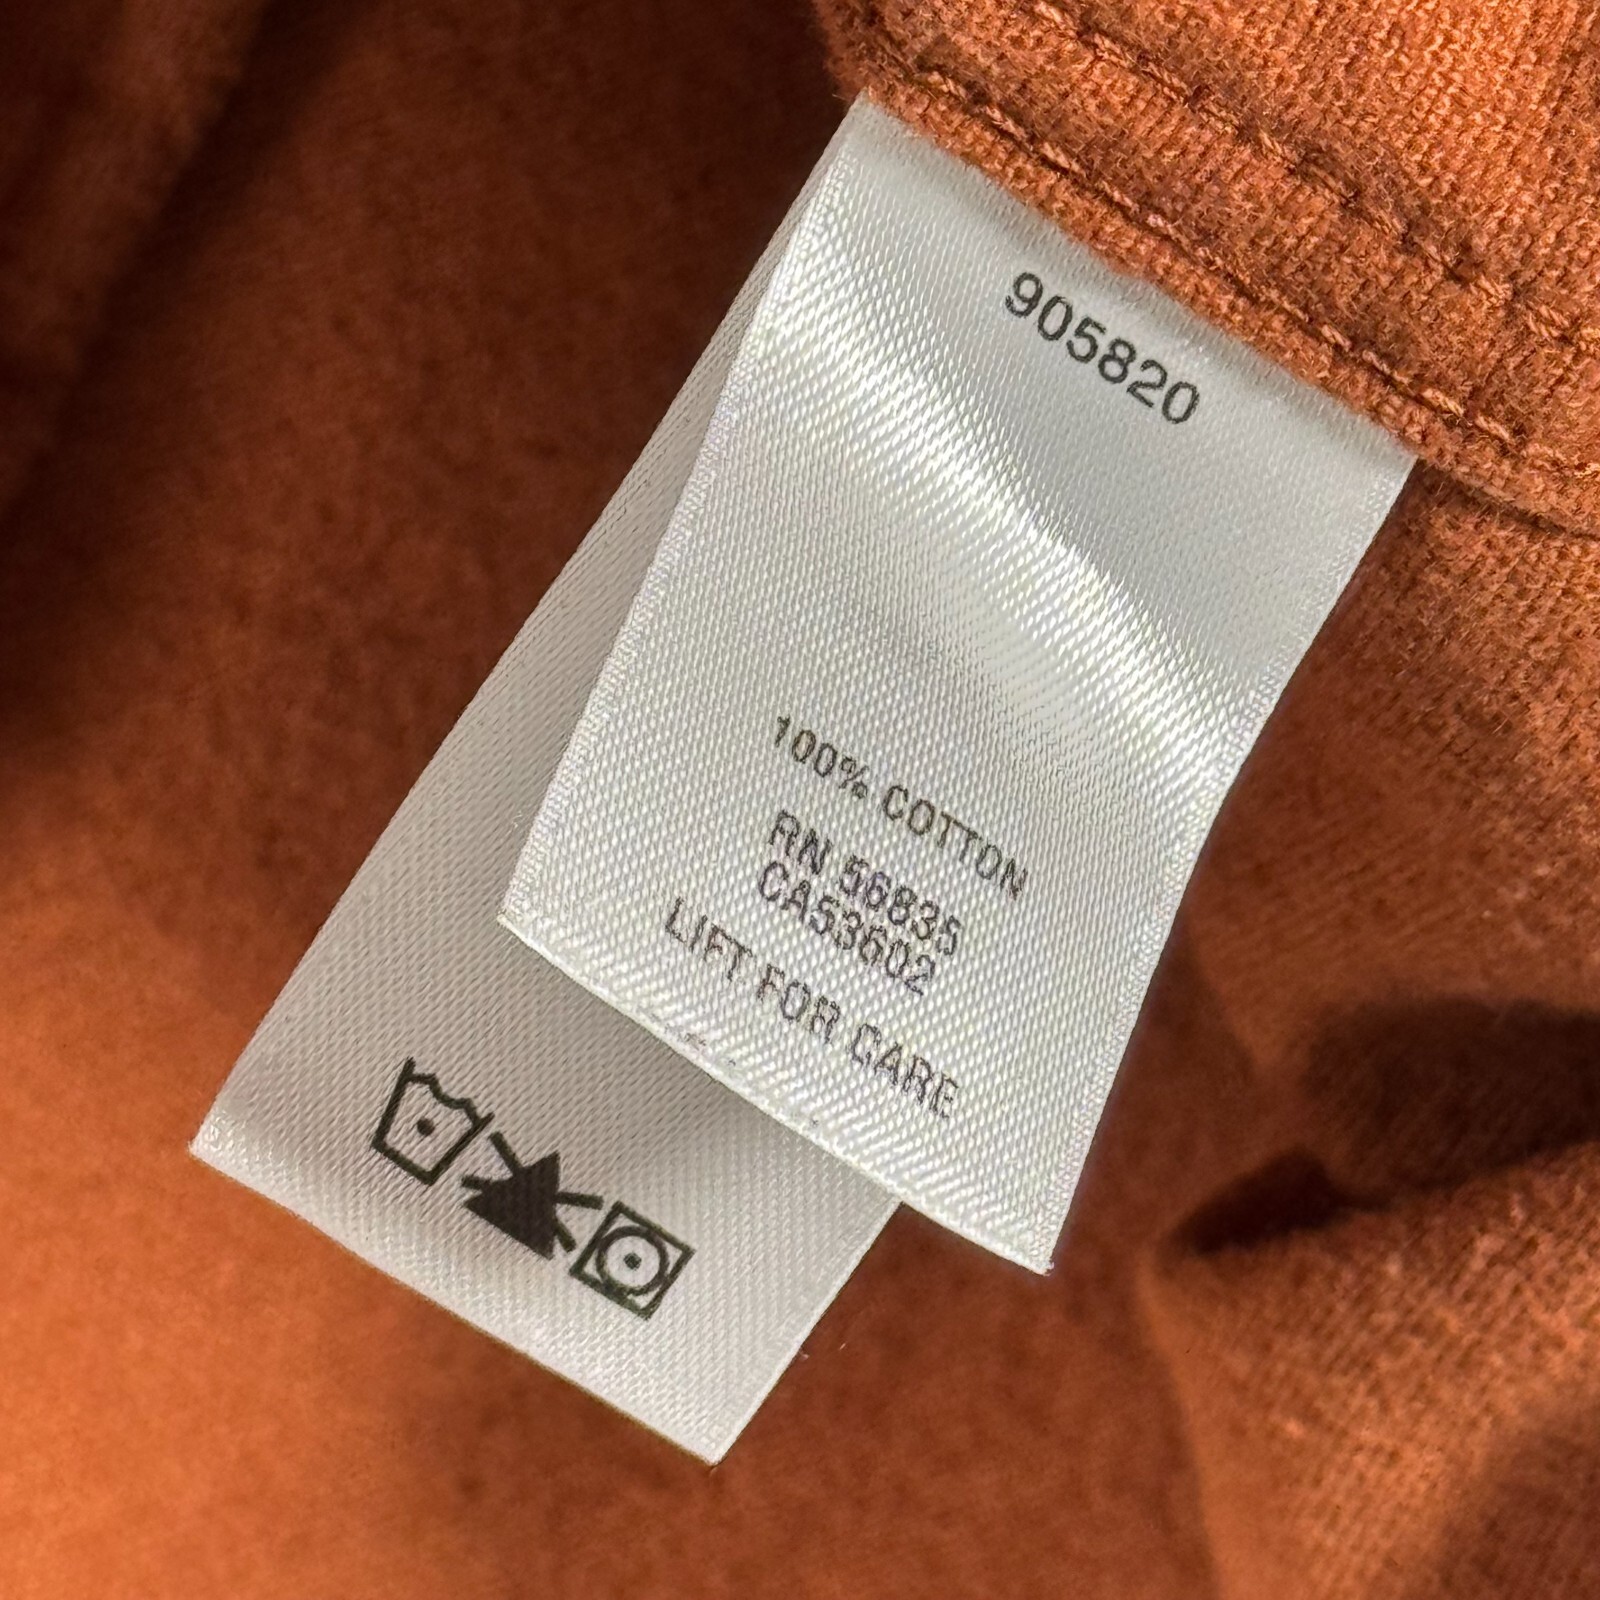 905820
100% COTTON
RN 56835
CA53602
LIFT FOR CARE